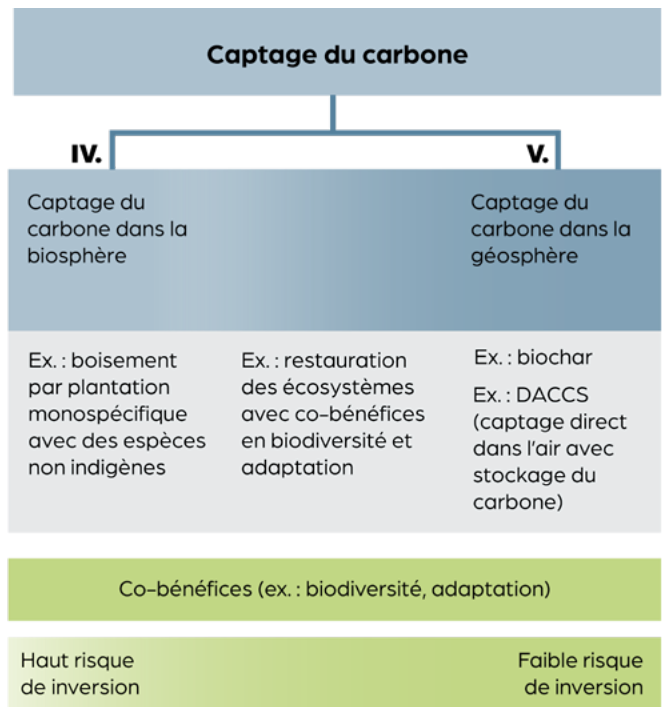 Captage du carbone
IV.
V.
Captage du
carbone dans la
biosphère
Captage du
carbone dans la
géosphère
Ex. : boisement
par plantation
monospécifique
avec des espèces
non indigènes
Ex. : restauration
des écosystèmes
avec co-bénéfices
en biodiversité et
adaptation
Ex. : biochar
Ex. : DACCS
(captage direct
dans l'air avec
stockage du
carbone)
Co-bénéfices (ex. : biodiversité, adaptation)
Haut risque
de inversion
Faible risque
de inversion